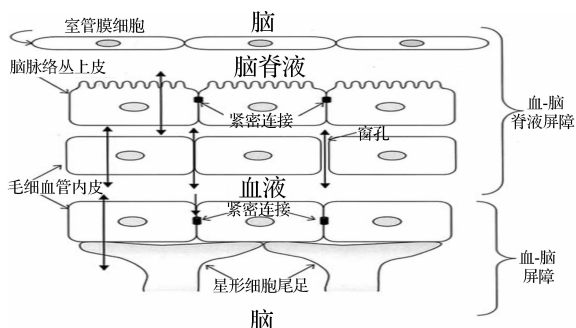 脑
室管膜细胞
脑脊液
脑脉络丛上皮
紧密连接
血-脑
脊液屏障
窗孔
毛细血管内皮
血液
紧密连接
血-脑
屏障
星形细胞尾足
脑